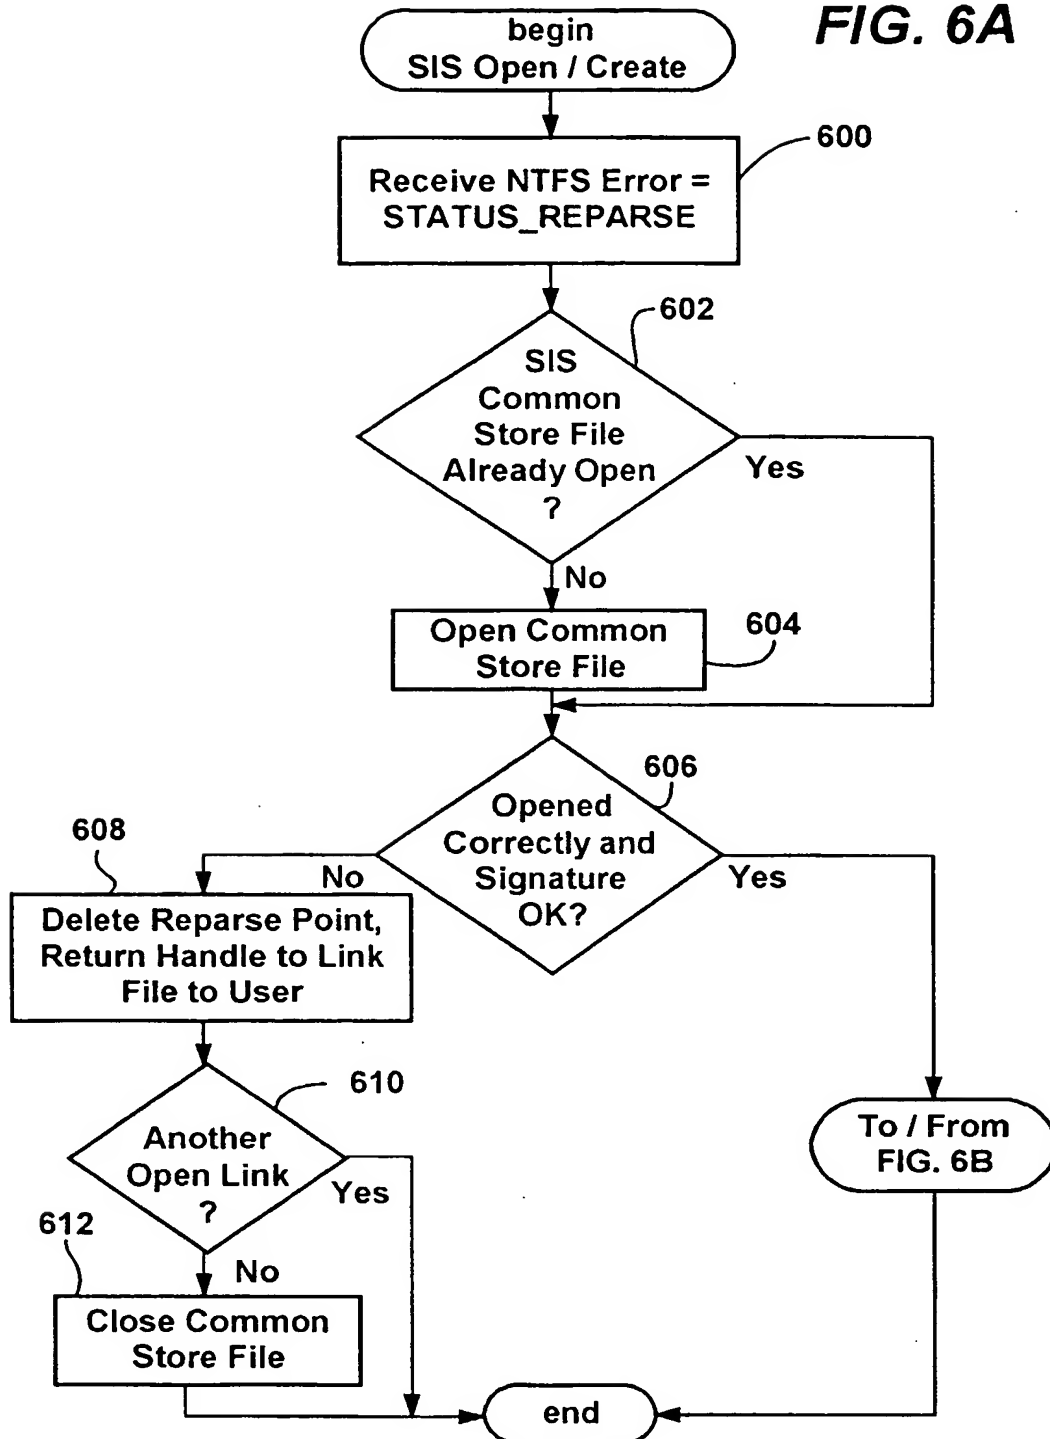 FIG. 6A
begin
SIS Open / Create
600
Receive NTFS Error =
STATUS_REPARSE
602
SIS
Common
Store File
Already Open
?
Yes
No
604
Open Common
Store File
606
Opened
Correctly and
Signature
OK?
No
Yes
608
Delete Reparse Point,
Return Handle to Link
File to User
610
Another
Open Link
?
Yes
To / From
FIG. 6B
612
No
Close Common
Store File
end